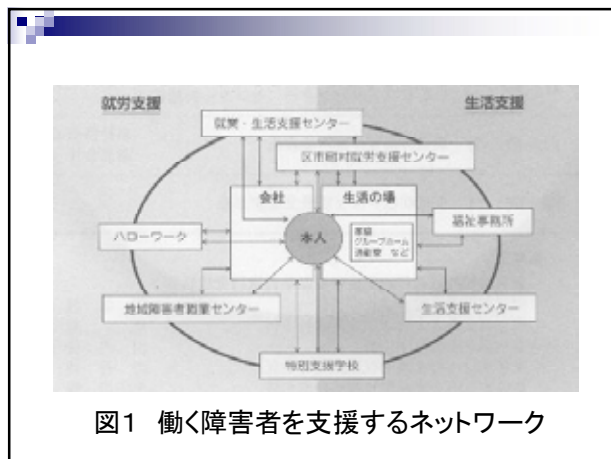 就労支援
生活支援
就業・生活支援センター
区市町村就労支援センター
会社
生活の場
本人
家庭
グループホーム
通勤寮 など
ハローワーク
福祉事務所
地域障害者職業センター
生活支援センター
特別支援学校
図1 働く障害者を支援するネットワーク